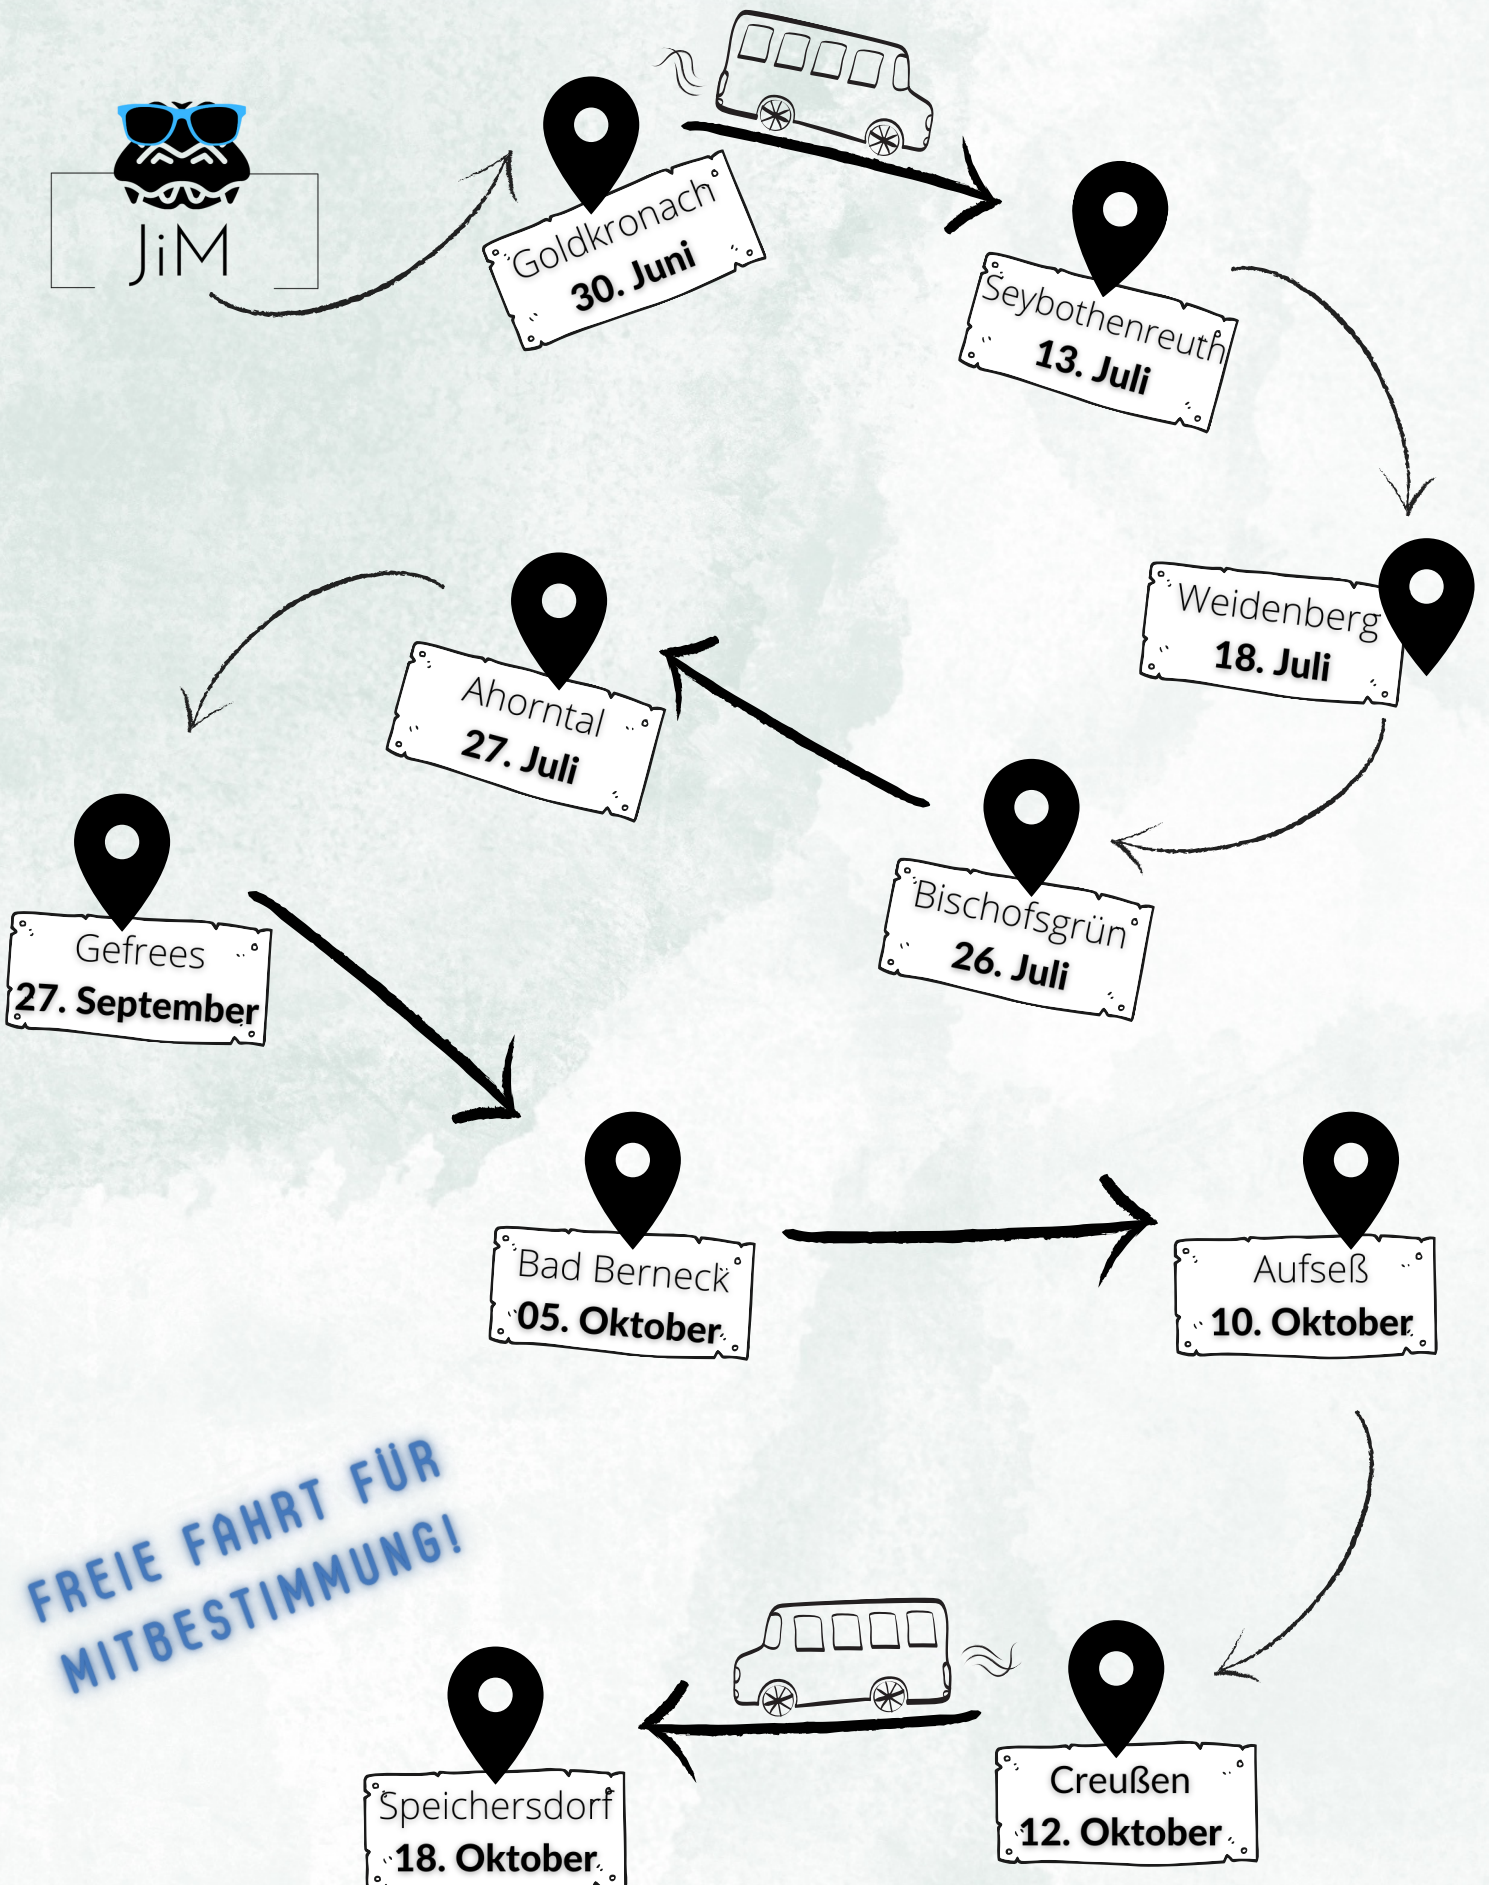 JiM
Goldkronach
30. Juni
Seybothenreuth
13. Juli
Weidenberg
18. Juli
Bischofsgrün
26. Juli
Ahorntal
27. Juli
Gefrees
27. September
Bad Berneck
05. Oktober
Aufseß
10. Oktober
Creußen
12. Oktober
Speichersdorf
18. Oktober
FREIE FAHRT FÜR
MITBESTIMMUNG!